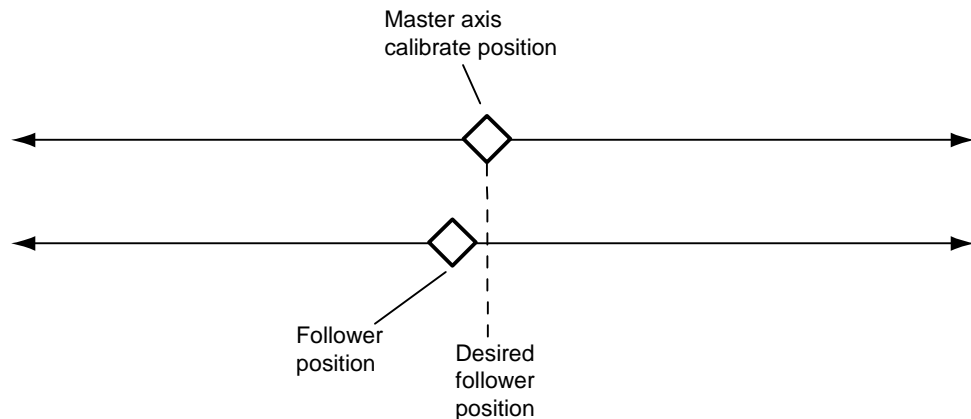 Master axis
calibrate position
Follower
position
Desired
follower
position